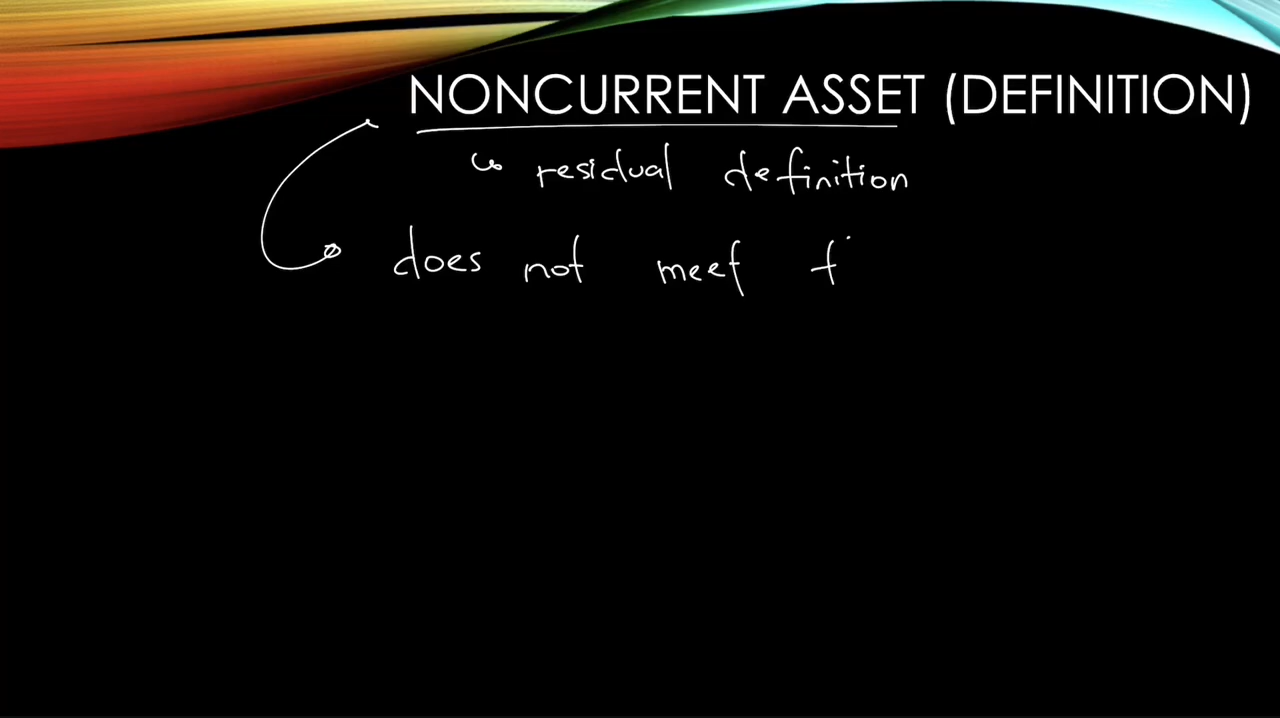 NONCURRENT ASSET (DEFINITION)
residual definition
does not meet